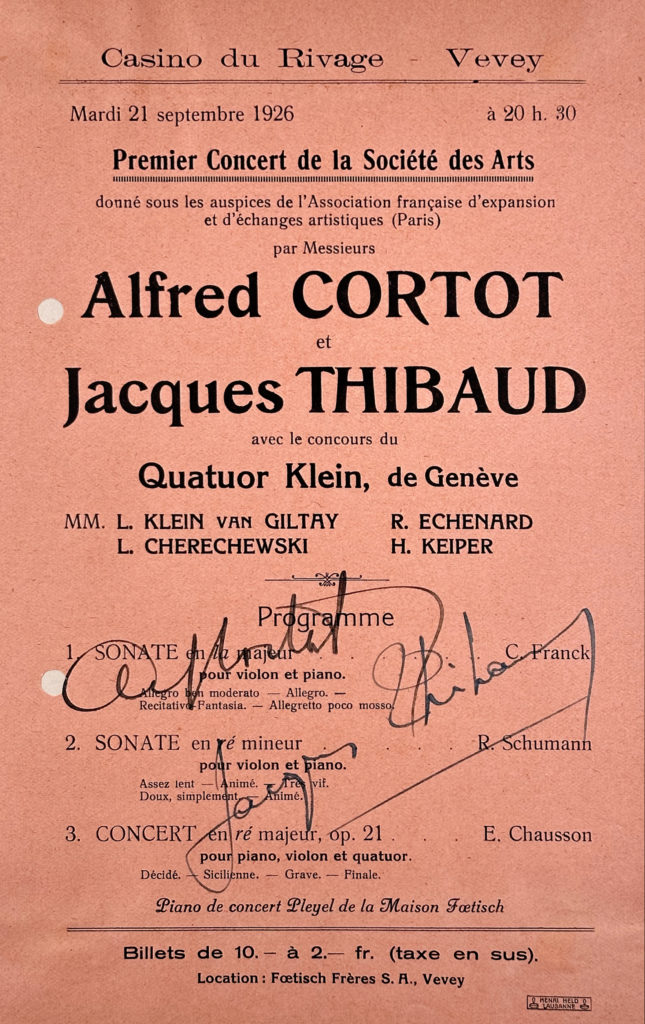 Casino du Rivage - Vevey
Mardi 21 septembre 1926 à 20 h. 30
Premier Concert de la Société des Arts
donné sous les auspices de l'Association française d'expansion
et d'échanges artistiques (Paris)
par Messieurs
Alfred CORTOT
et
Jacques THIBAUD
avec le concours du
Quatuor Klein, de Genève
MM. L. KLEIN VAN GILTAY R. ECHENARD
L. CHERECHEWSKI H. KEIPER
Programme
A Cortot
Jacques Thibaud
1. SONATE en la majeur . . . . C. Franck
pour violon et piano.
Allegro ben moderato — Allegro. —
Recitativo-Fantasia. — Allegretto poco mosso.
2. SONATE en ré mineur . . . . R. Schumann
pour violon et piano.
Assez lent — Animé. — Très vif.
Doux, simplement. — Animé.
3. CONCERT en ré majeur, op. 21 . . . E. Chausson
pour piano, violon et quatuor.
Décidé. — Sicilienne. — Grave. — Finale.
Piano de concert Pleyel de la Maison Fœtisch
Billets de 10.– à 2.— fr. (taxe en sus).
Location : Fœtisch Frères S. A., Vevey
HENRI HELD
LAUSANNE